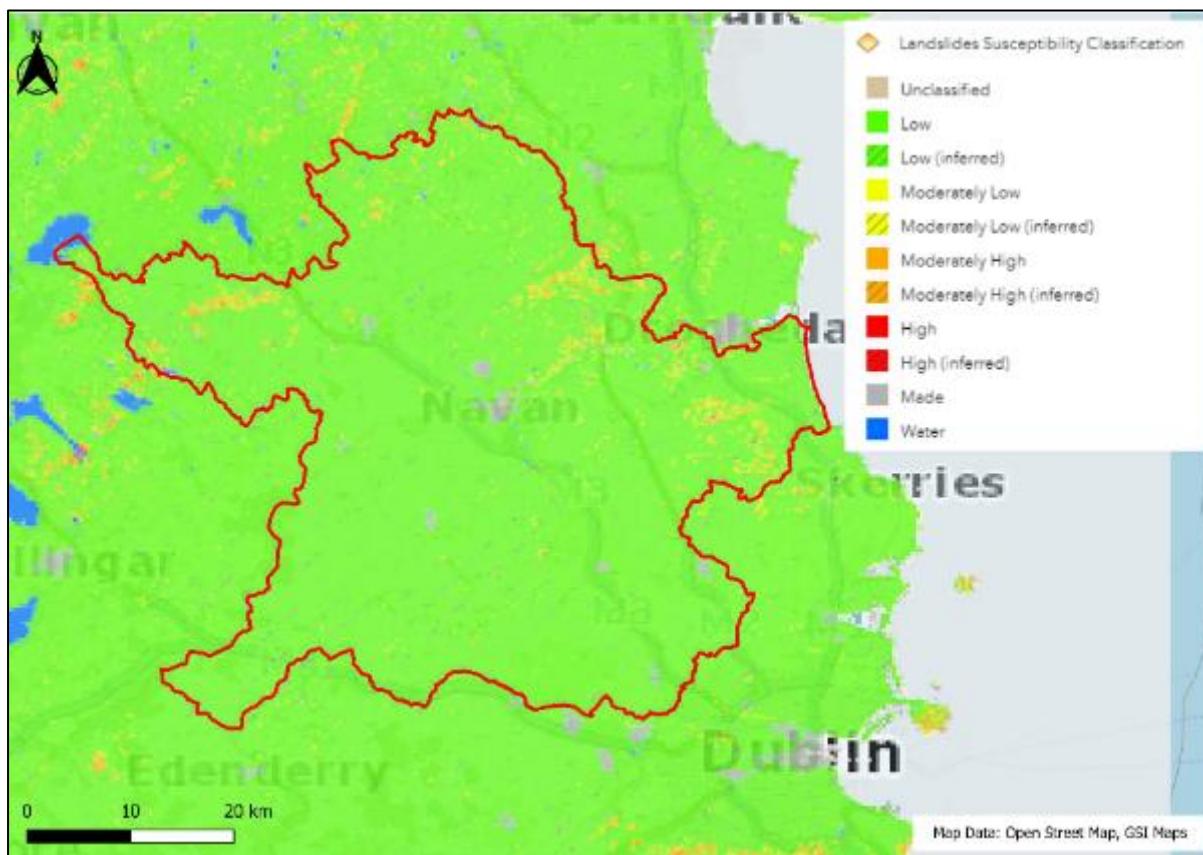 N
Landslides Susceptibility Classification
Unclassified
Low
Low (inferred)
Moderately Low
Moderately Low (inferred)
Moderately High
Moderately High (inferred)
High
High (inferred)
Made
Water
N2
N3
Navan
Skerries
Dublin
Edenderry
0 10 20 km
Map Data: Open Street Map, GSI Maps